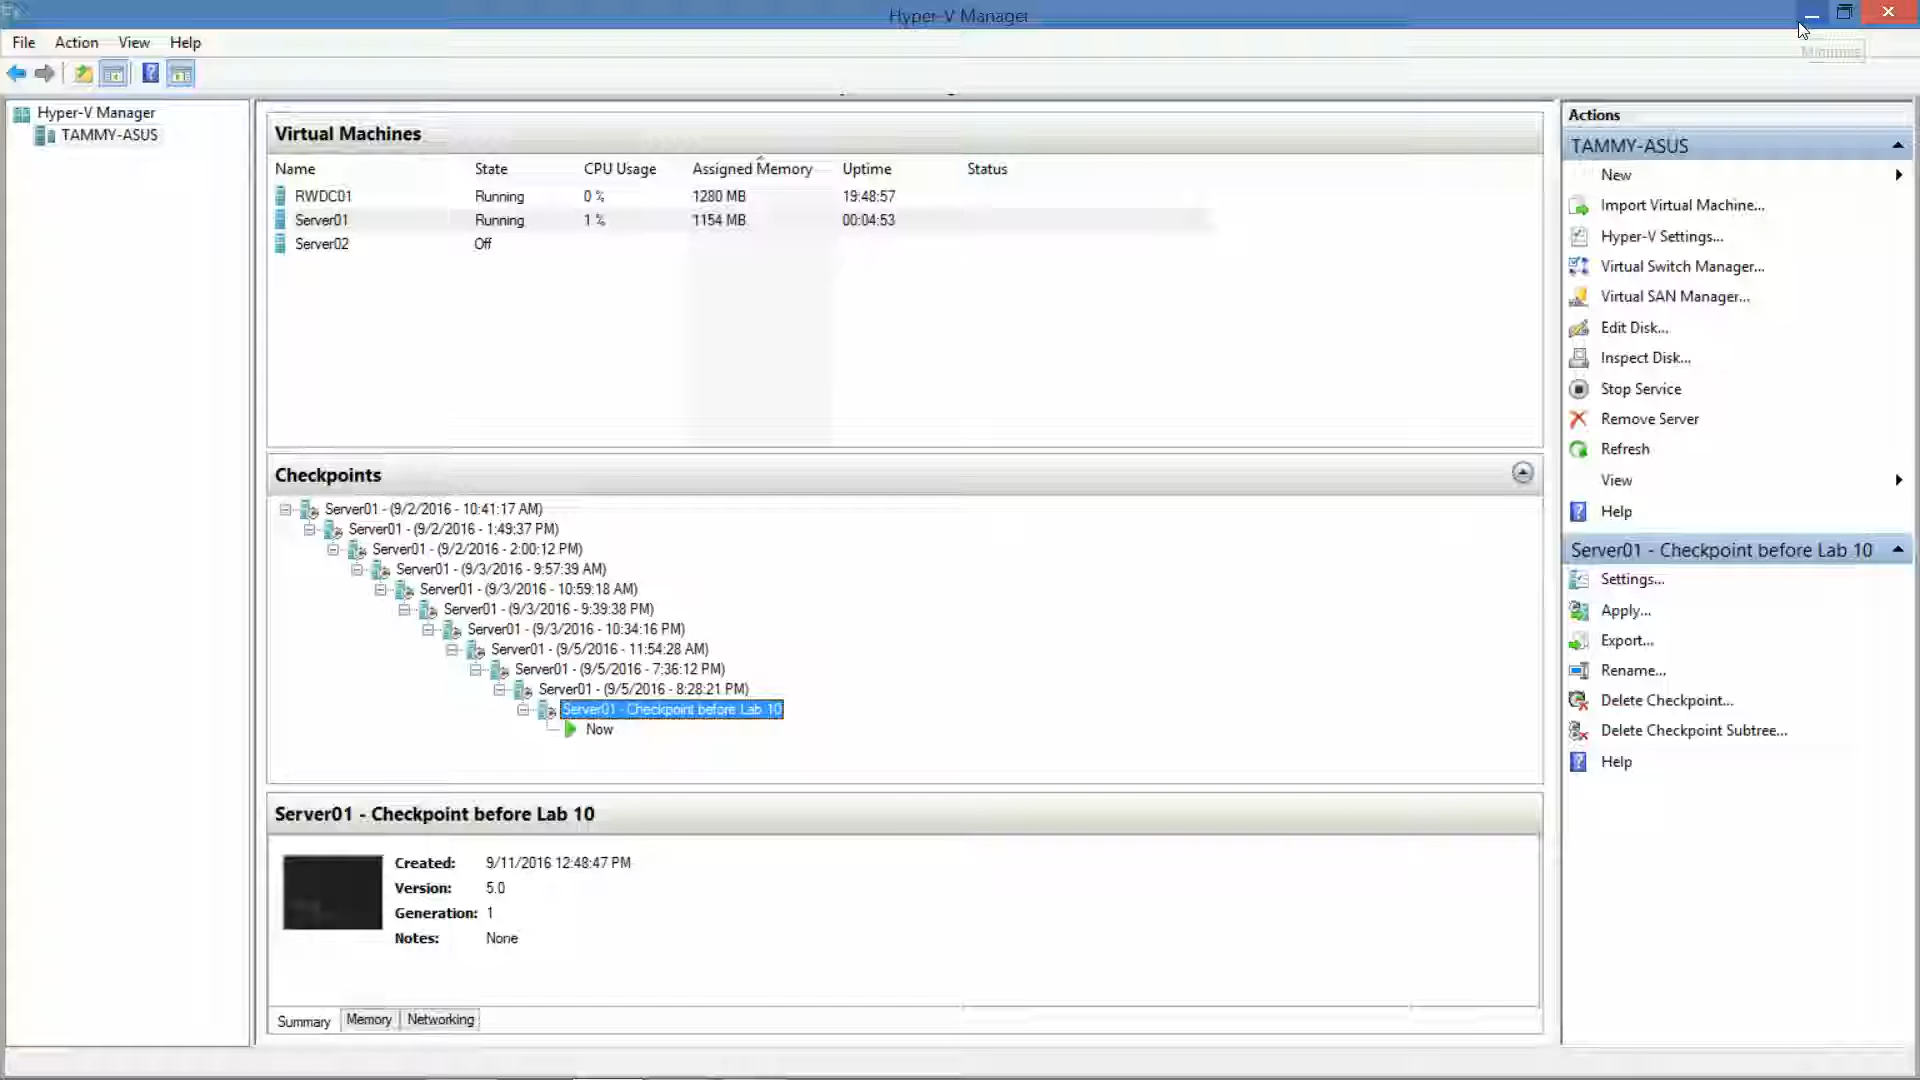 Hyper-V Manager
File Action View Help
Minimize
Hyper-V Manager
TAMMY-ASUS
Virtual Machines
Name State CPU Usage Assigned Memory Uptime Status
RWDC01 Running 0 % 1280 MB 19:48:57
Server01 Running 1 % 1154 MB 00:04:53
Server02 Off
Checkpoints
Server01 - (9/2/2016 - 10:41:17 AM)
Server01 - (9/2/2016 - 1:49:37 PM)
Server01 - (9/2/2016 - 2:00:12 PM)
Server01 - (9/3/2016 - 9:57:39 AM)
Server01 - (9/3/2016 - 10:59:18 AM)
Server01 - (9/3/2016 - 9:39:38 PM)
Server01 - (9/3/2016 - 10:34:16 PM)
Server01 - (9/5/2016 - 11:54:28 AM)
Server01 - (9/5/2016 - 7:36:12 PM)
Server01 - (9/5/2016 - 8:28:21 PM)
Server01 - Checkpoint before Lab 10
Now
Server01 - Checkpoint before Lab 10
Created: 9/11/2016 12:48:47 PM
Version: 5.0
Generation: 1
Notes: None
Summary Memory Networking
Actions
TAMMY-ASUS
New
Import Virtual Machine...
Hyper-V Settings...
Virtual Switch Manager...
Virtual SAN Manager...
Edit Disk...
Inspect Disk...
Stop Service
Remove Server
Refresh
View
Help
Server01 - Checkpoint before Lab 10
Settings...
Apply...
Export...
Rename...
Delete Checkpoint...
Delete Checkpoint Subtree...
Help